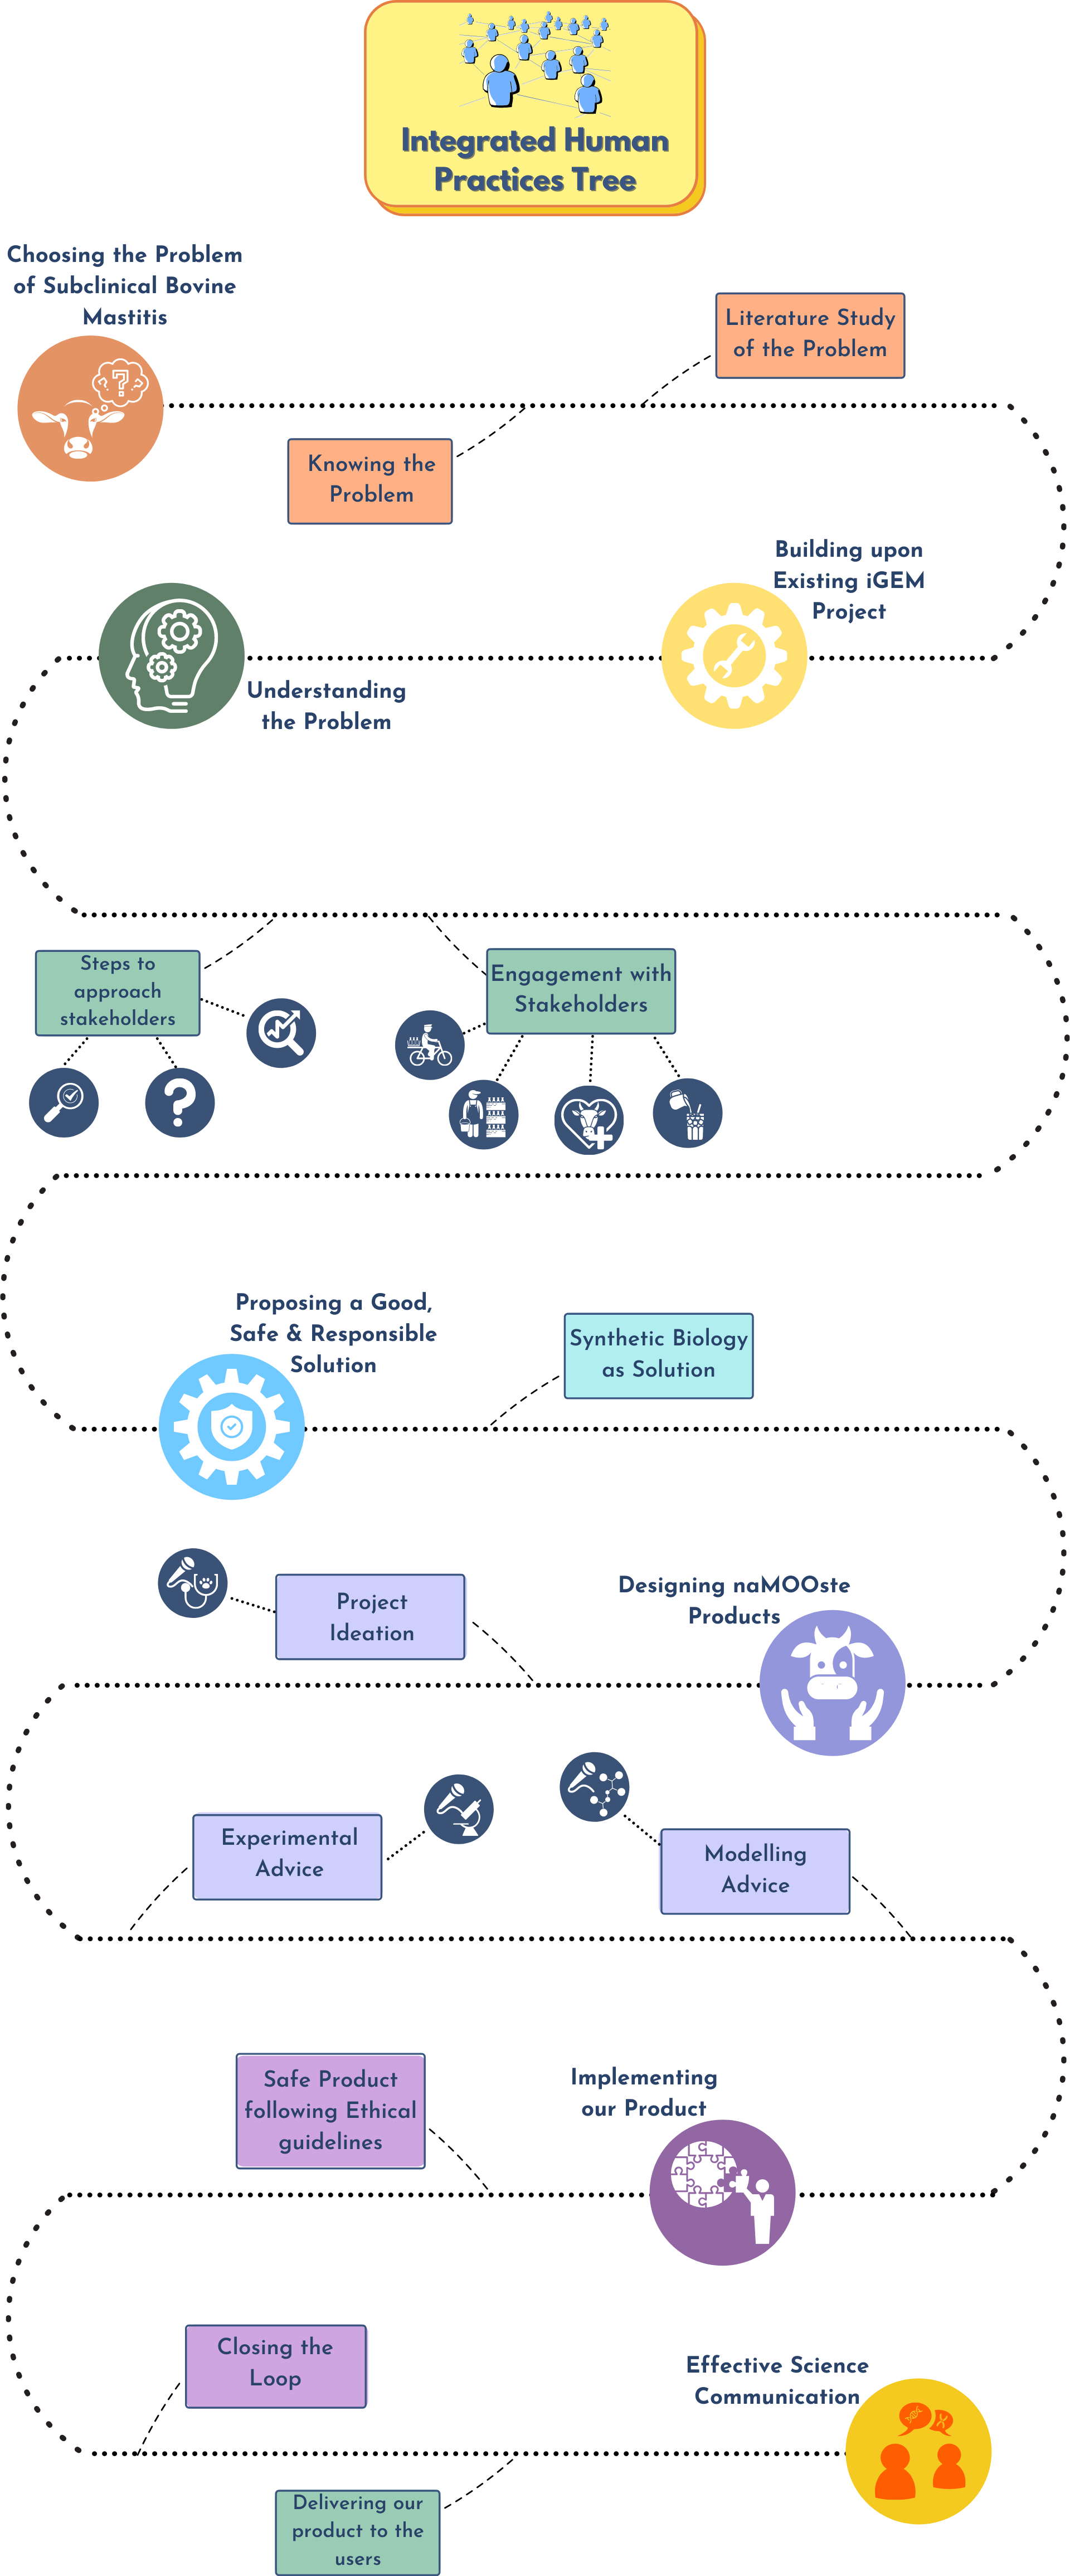 Integrated Human
Practices Tree
Choosing the Problem
of Subclinical Bovine
Mastitis
Literature Study
of the Problem
Knowing the
Problem
Building upon
Existing iGEM
Project
Understanding
the Problem
Steps to
approach
stakeholders
Engagement with
Stakeholders
Proposing a Good,
Safe & Responsible
Solution
Synthetic Biology
as Solution
Project
Ideation
Designing naMOOste
Products
Experimental
Advice
Modelling
Advice
Safe Product
following Ethical
guidelines
Implementing
our Product
Closing the
Loop
Effective Science
Communication
Delivering our
product to the
users